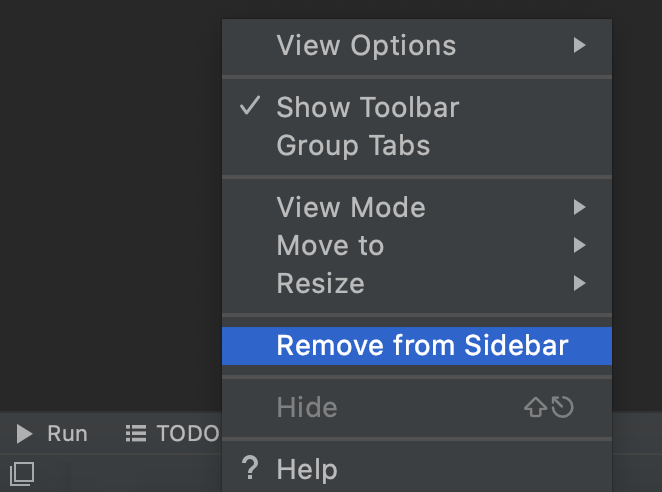 View Options
Show Toolbar
Group Tabs
View Mode
Move to
Resize
Remove from Sidebar
Hide ⇧⎋
Run TODO
? Help